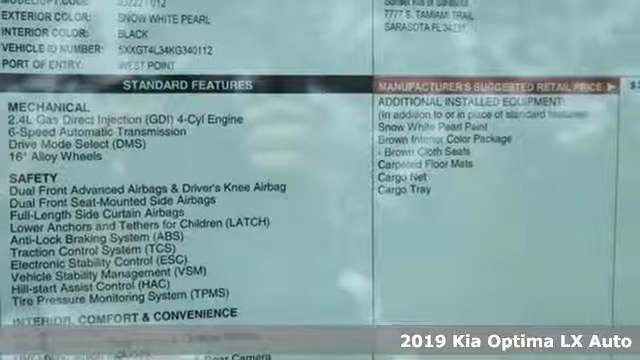 EXTERIOR COLOR: SNOW WHITE PEARL
INTERIOR COLOR: BLACK
VEHICLE ID NUMBER: 5XXGT4L34KG340112
PORT OF ENTRY: WEST POINT
7777 S. TAMIAMI TRAIL
SARASOTA, FL 34231
STANDARD FEATURES
MECHANICAL
2.4L Gas Direct Injection (GDI) 4-Cyl Engine
6-Speed Automatic Transmission
Drive Mode Select (DMS)
16" Alloy Wheels
SAFETY
Dual Front Advanced Airbags & Driver's Knee Airbag
Dual Front Seat-Mounted Side Airbags
Full-Length Side Curtain Airbags
Lower Anchors and Tethers for Children (LATCH)
Anti-Lock Braking System (ABS)
Traction Control System (TCS)
Electronic Stability Control (ESC)
Vehicle Stability Management (VSM)
Hill-start Assist Control (HAC)
Tire Pressure Monitoring System (TPMS)
INTERIOR, COMFORT & CONVENIENCE
Rear Camera
MANUFACTURER'S SUGGESTED RETAIL PRICE
ADDITIONAL INSTALLED EQUIPMENT:
(in addition to or in place of standard features)
Snow White Pearl Paint
Brown Interior Color Package
- Brown Cloth Seats
Carpeted Floor Mats
Cargo Net
Cargo Tray
2019 Kia Optima LX Auto